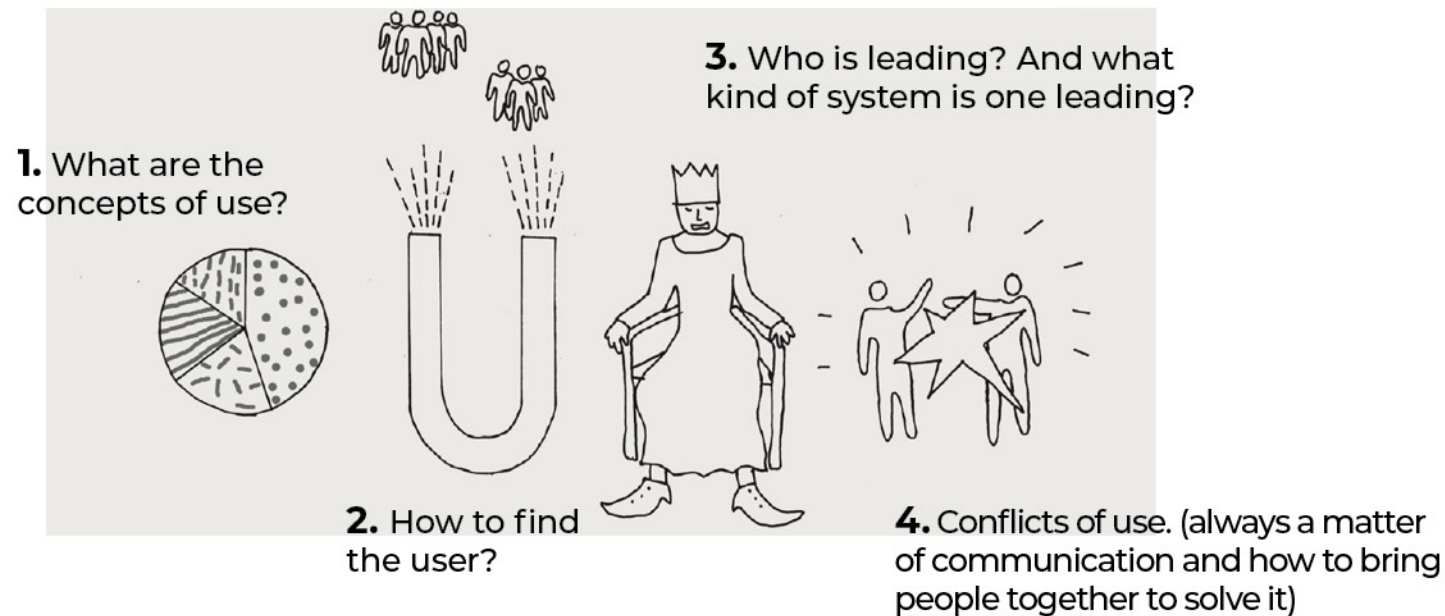 1. What are the
concepts of use?
2. How to find
the user?
3. Who is leading? And what
kind of system is one leading?
4. Conflicts of use. (always a matter
of communication and how to bring
people together to solve it)